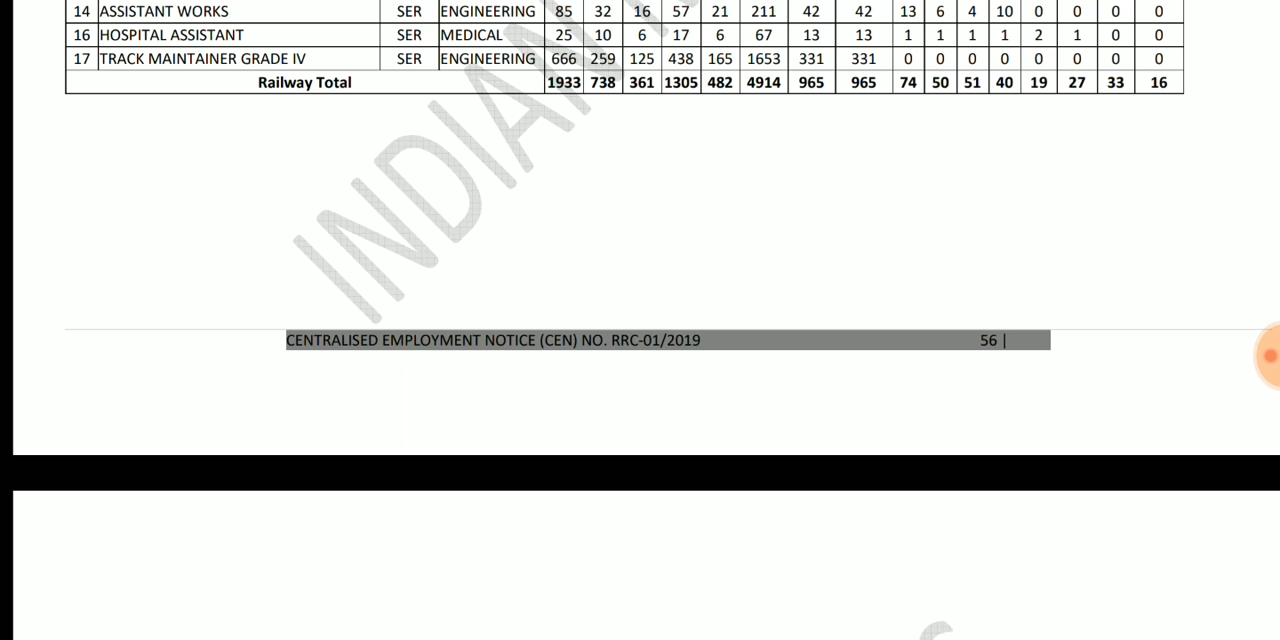 14 ASSISTANT WORKS SER ENGINEERING 85 32 16 57 21 211 42 42 13 6 4 10 0 0 0 0
16 HOSPITAL ASSISTANT SER MEDICAL 25 10 6 17 6 67 13 13 1 1 1 1 2 1 0 0
17 TRACK MAINTAINER GRADE IV SER ENGINEERING 666 259 125 438 165 1653 331 331 0 0 0 0 0 0 0 0
Railway Total 1933 738 361 1305 482 4914 965 965 74 50 51 40 19 27 33 16
INDIAN
CENTRALISED EMPLOYMENT NOTICE (CEN) NO. RRC-01/2019 56 |